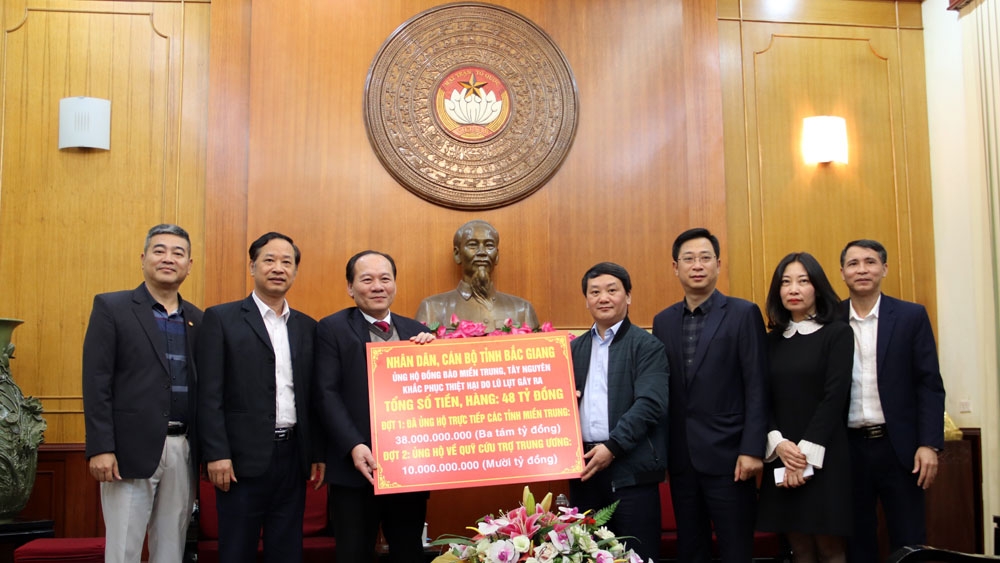 NHÂN DÂN, CÁN BỘ TỈNH BẮC GIANG
ỦNG HỘ ĐỒNG BÀO MIỀN TRUNG, TÂY NGUYÊN
KHẮC PHỤC THIỆT HẠI DO LŨ LỤT GÂY RA
TỔNG SỐ TIỀN, HÀNG: 48 TỶ ĐỒNG
ĐỢT 1: ĐÃ ỦNG HỘ TRỰC TIẾP CÁC TỈNH MIỀN TRUNG:
38.000.000.000 (Ba tám tỷ đồng)
ĐỢT 2: ỦNG HỘ VỀ QUỸ CỨU TRỢ TRUNG ƯƠNG:
10.000.000.000 (Mười tỷ đồng)